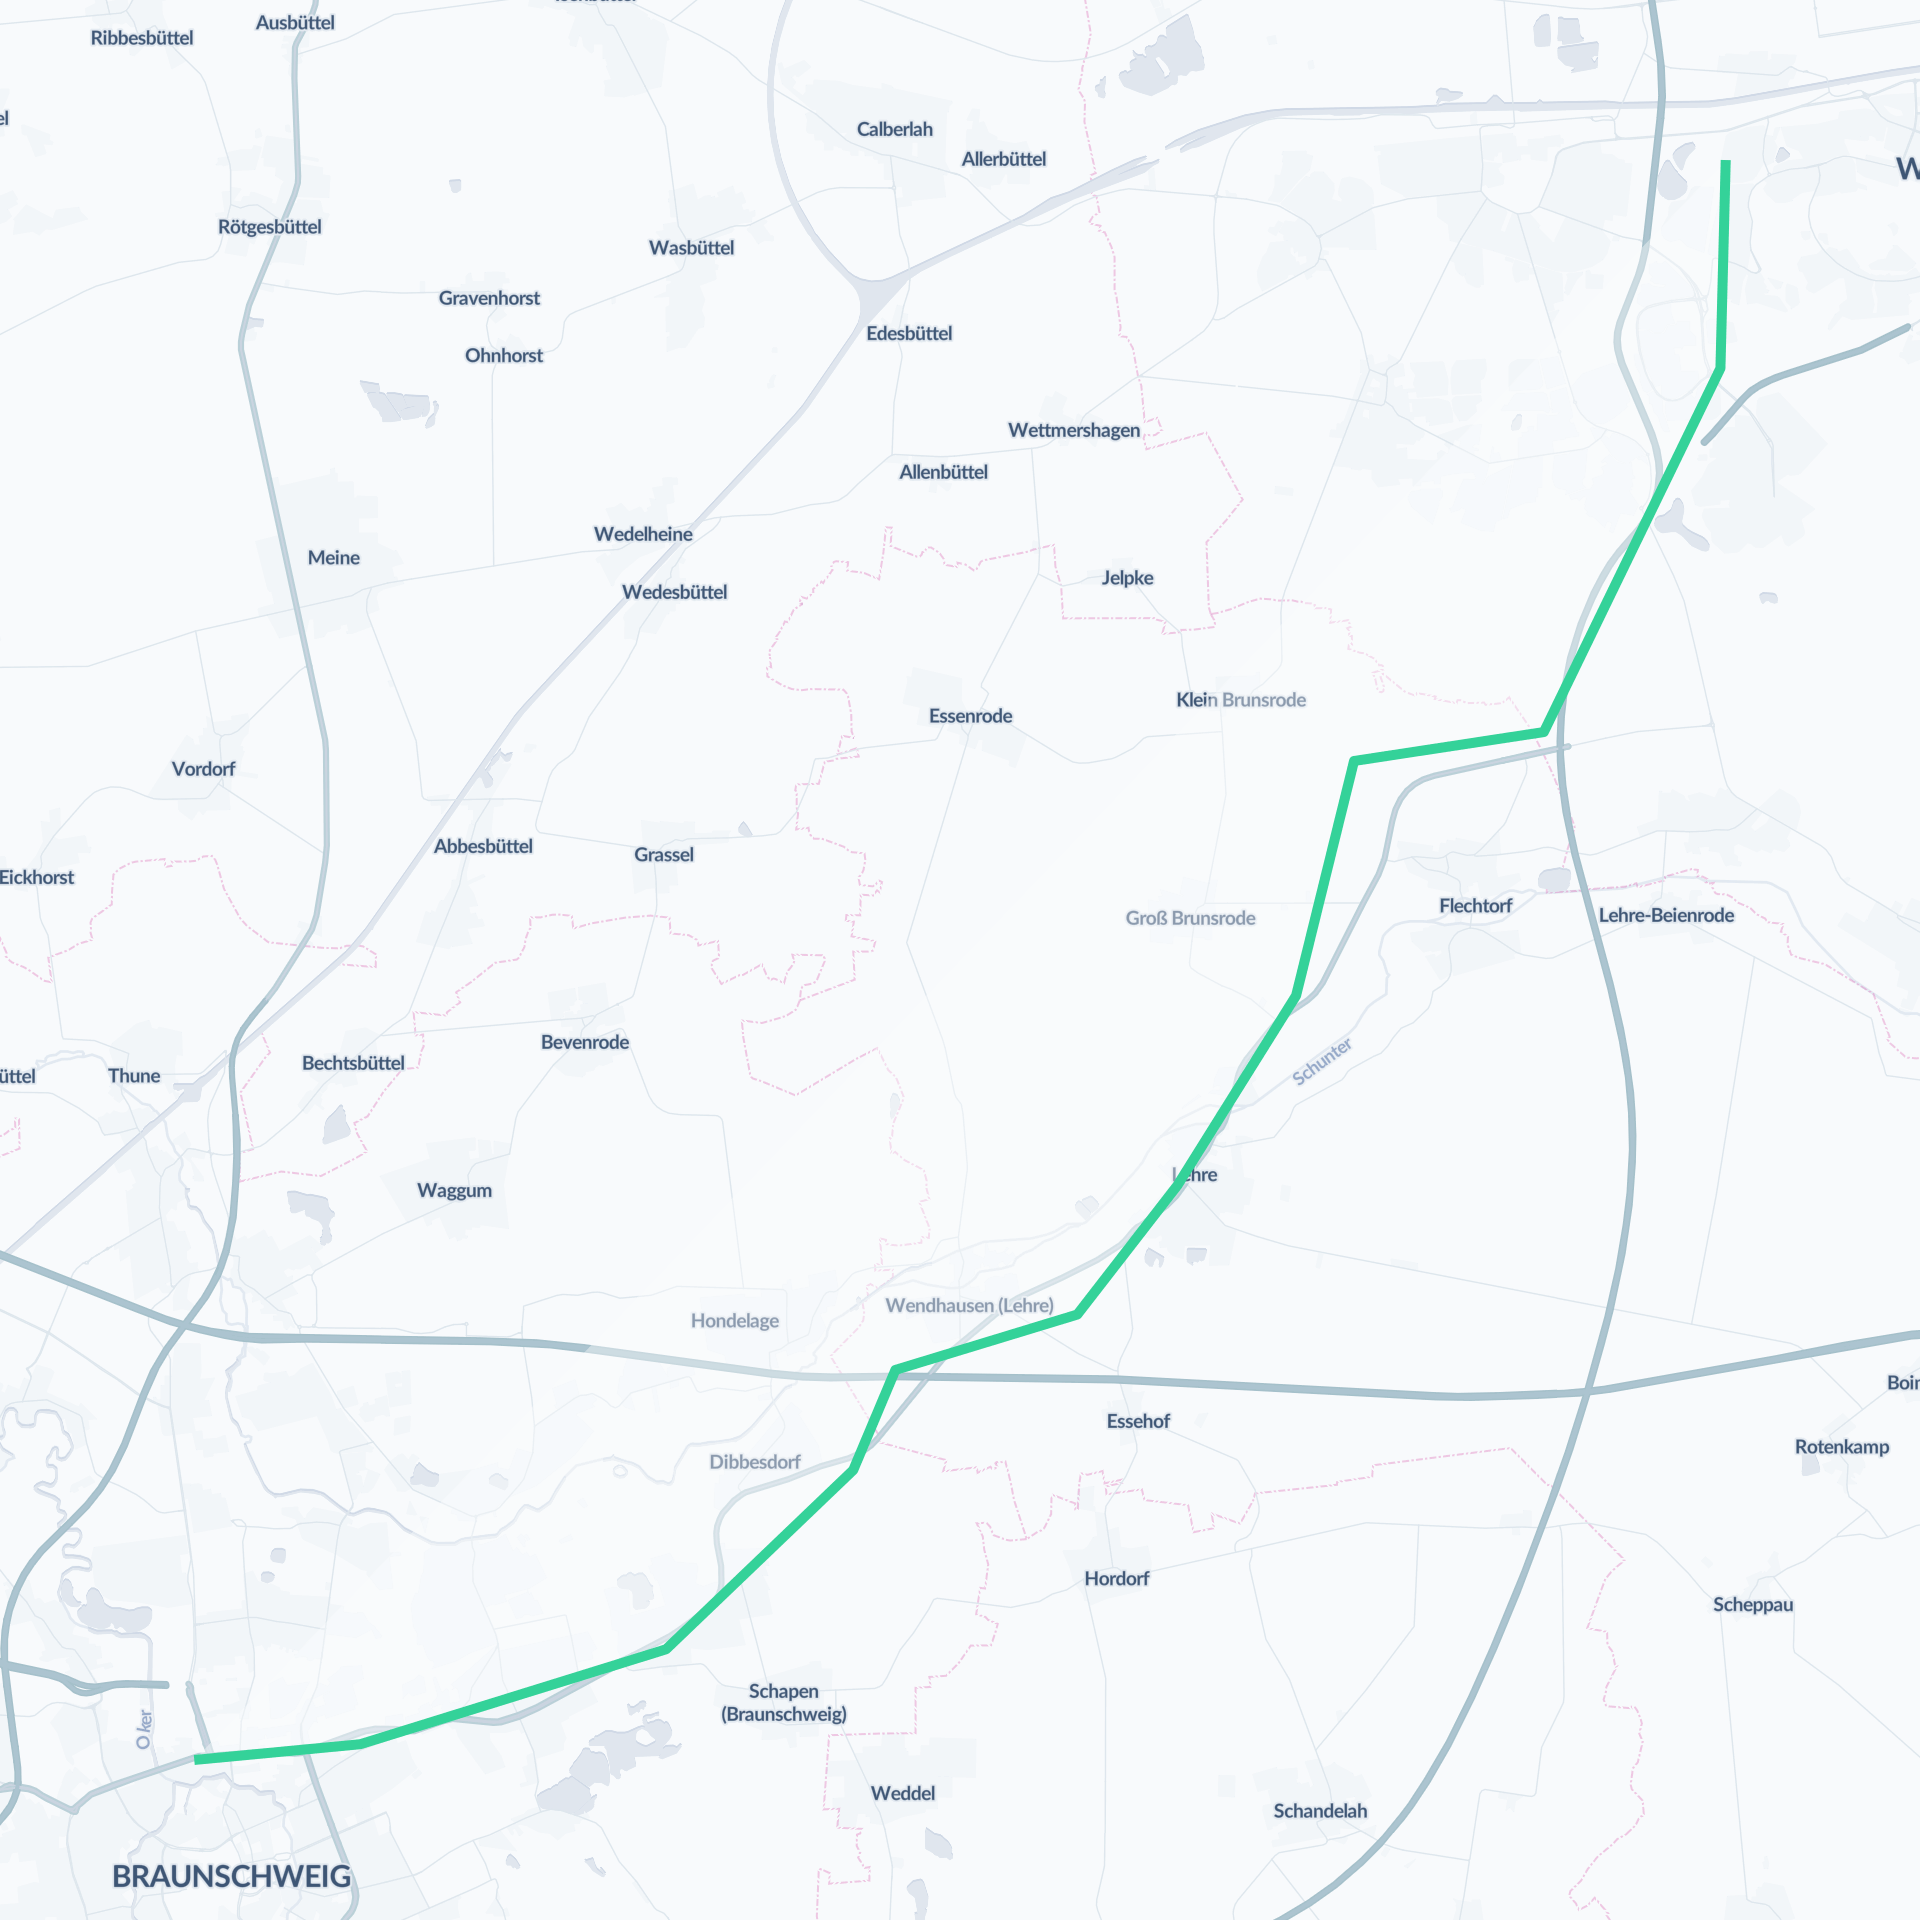 Ribbesbüttel
Ausbüttel
Calberlah
Allerbüttel
Rötgesbüttel
Wasbüttel
Gravenhorst
Edesbüttel
Ohnhorst
Wettmershagen
Allenbüttel
Wedelheine
Meine
Jelpke
Wedesbüttel
Klein Brunsrode
Essenrode
Vordorf
Abbesbüttel
Grassel
Eickhorst
Flechtorf
Lehre-Beienrode
Groß Brunsrode
Bevenrode
Bechtsbüttel
Thune
Schunter
Lehre
Waggum
Wendhausen (Lehre)
Hondelage
Essehof
Rotenkamp
Dibbesdorf
Hordorf
Scheppau
Schapen
(Braunschweig)
Oker
Weddel
Schandelah
BRAUNSCHWEIG